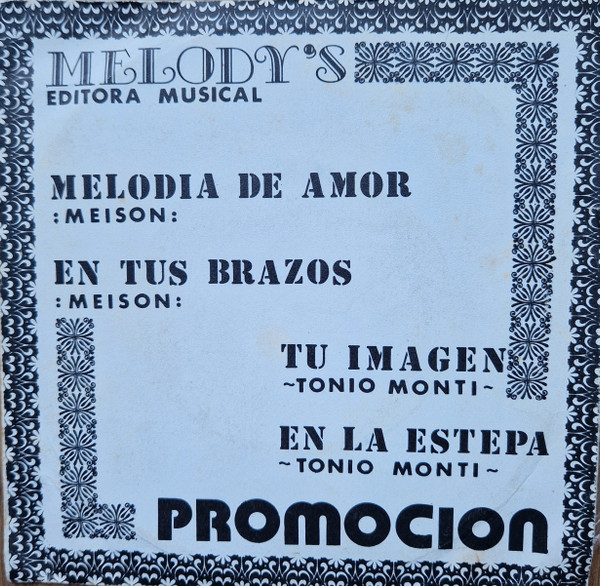 MELODY'S
EDITORA MUSICAL
MELODIA DE AMOR
:MEISON:
EN TUS BRAZOS
:MEISON:
TU IMAGEN
~TONIO MONTI~
EN LA ESTEPA
~TONIO MONTI~
PROMOCION